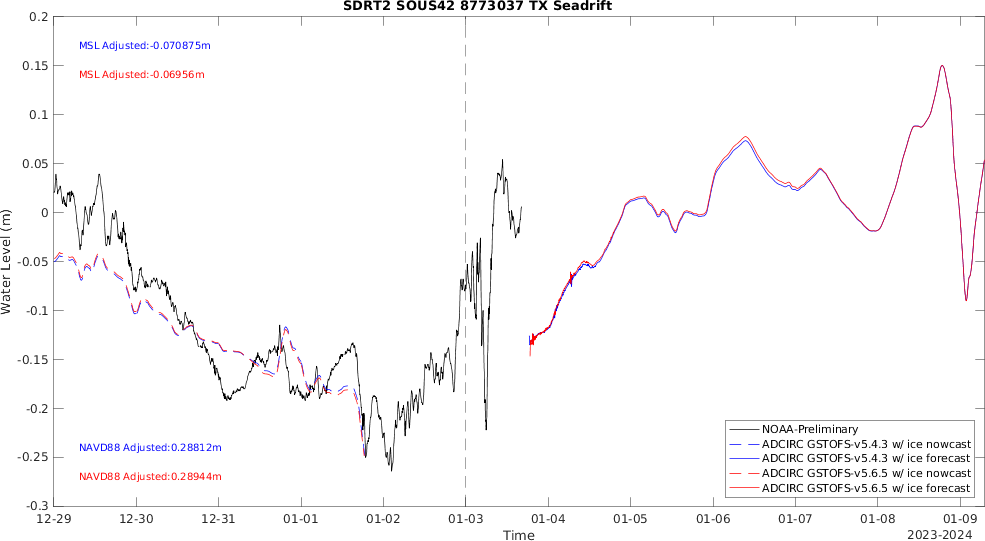 SDRT2 SOUS42 8773037 TX Seadrift
0.2
0.15
0.1
0.05
0
-0.05
-0.1
-0.15
-0.2
-0.25
-0.3
Water Level (m)
MSL Adjusted:-0.070875m
MSL Adjusted:-0.06956m
NAVD88 Adjusted:0.28812m
NAVD88 Adjusted:0.28944m
NOAA-Preliminary
ADCIRC GSTOFS-v5.4.3 w/ ice nowcast
ADCIRC GSTOFS-v5.4.3 w/ ice forecast
ADCIRC GSTOFS-v5.6.5 w/ ice nowcast
ADCIRC GSTOFS-v5.6.5 w/ ice forecast
12-29 12-30 12-31 01-01 01-02 01-03 01-04 01-05 01-06 01-07 01-08 01-09
Time
2023-2024